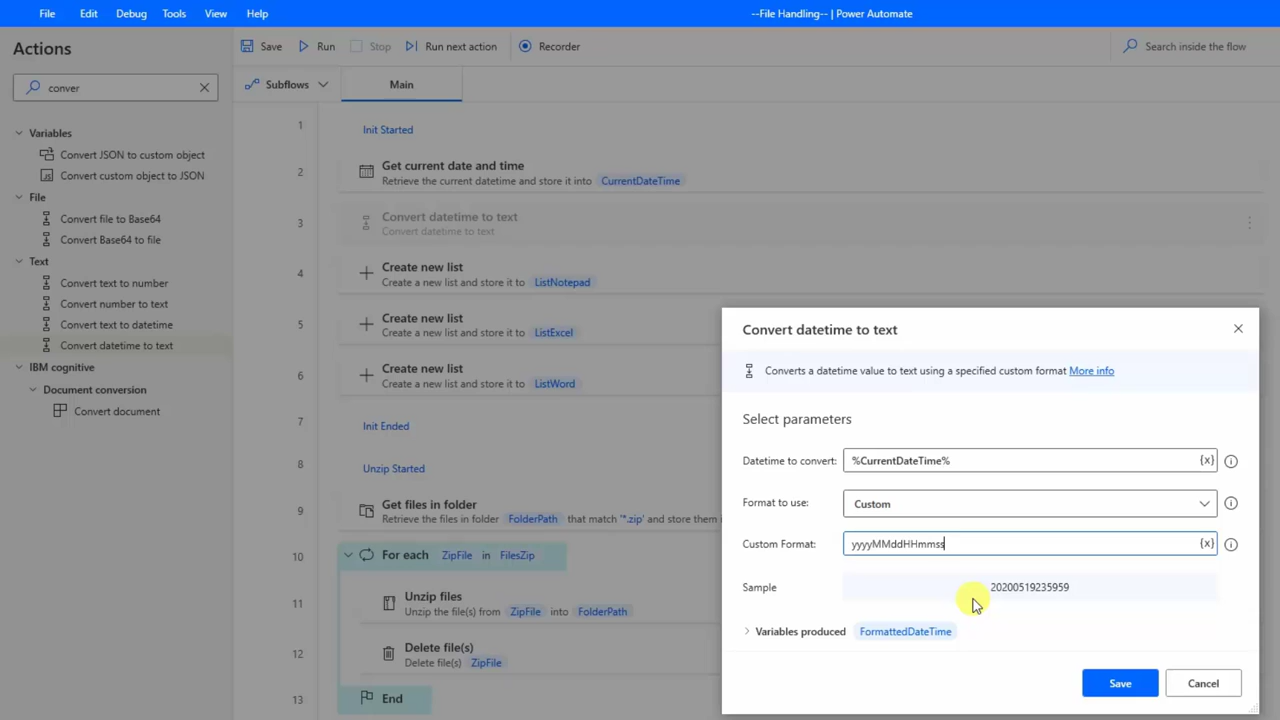 File Edit Debug Tools View Help
--File Handling-- | Power Automate
Actions
Save Run Stop Run next action Recorder
Search inside the flow
conver
Subflows
Main
Variables
Convert JSON to custom object
Convert custom object to JSON
File
Convert file to Base64
Convert Base64 to file
Text
Convert text to number
Convert number to text
Convert text to datetime
Convert datetime to text
IBM cognitive
Document conversion
Convert document
1
Init Started
2
Get current date and time
Retrieve the current datetime and store it into CurrentDateTime
3
Convert datetime to text
Convert datetime to text
4
Create new list
Create a new list and store it to ListNotepad
5
Create new list
Create a new list and store it to ListExcel
6
Create new list
Create a new list and store it to ListWord
7
Init Ended
8
Unzip Started
9
Get files in folder
Retrieve the files in folder FolderPath that match '*.zip' and store them i
10
For each ZipFile in FilesZip
11
Unzip files
Unzip the file(s) from ZipFile into FolderPath
12
Delete file(s)
Delete file(s) ZipFile
13
End
Convert datetime to text
Converts a datetime value to text using a specified custom format More info
Select parameters
Datetime to convert: %CurrentDateTime% {x}
Format to use: Custom
Custom Format: yyyyMMddHHmmss {x}
Sample 20200519235959
Variables produced FormattedDateTime
Save Cancel